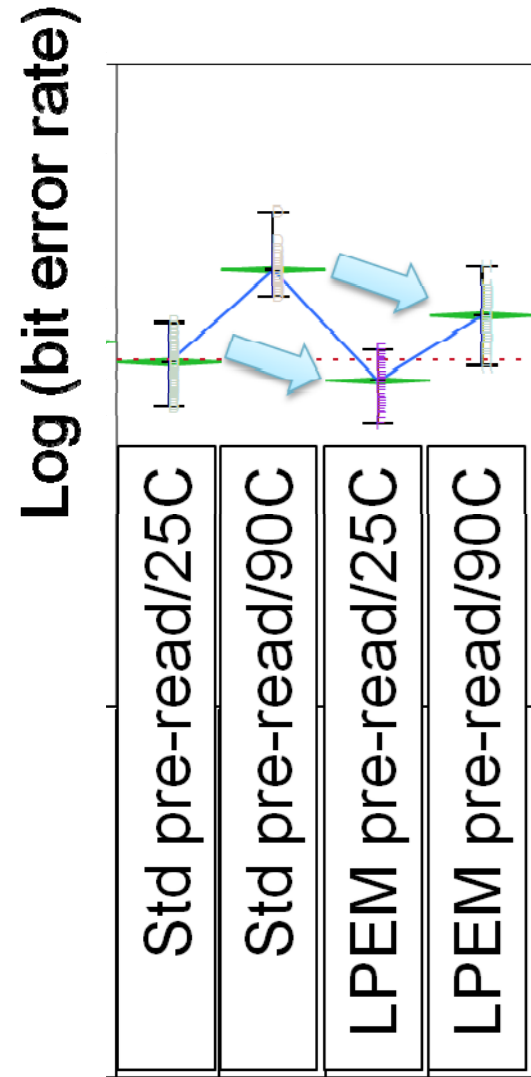 Log (bit error rate)
Std pre-read/25C
Std pre-read/90C
LPEM pre-read/25C
LPEM pre-read/90C